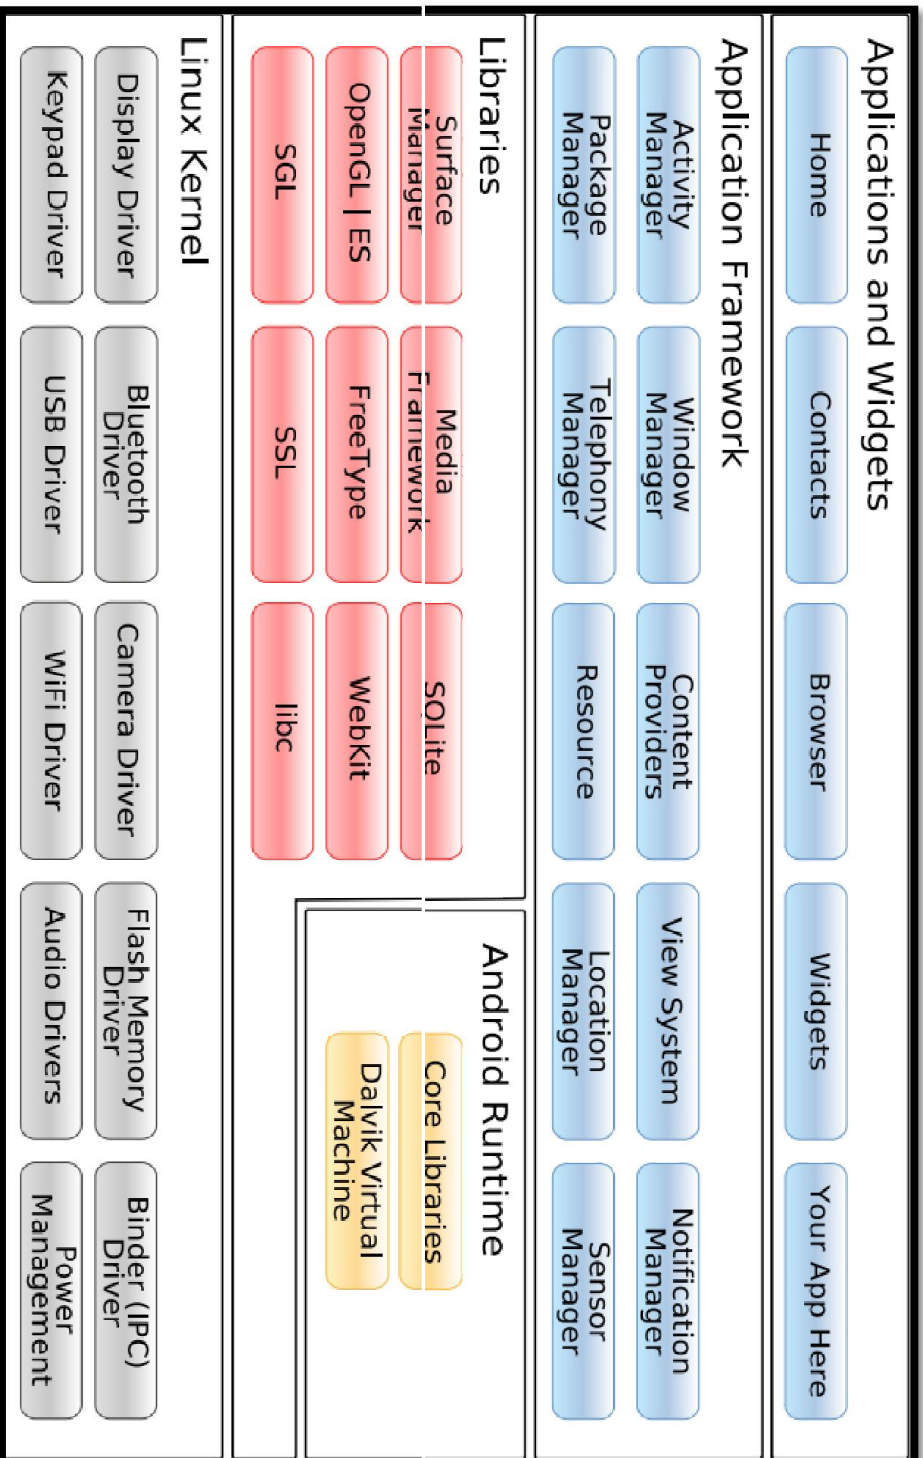 Applications and Widgets
Home
Contacts
Browser
Widgets
Your App Here
Application Framework
Activity
Manager
Window
Manager
Content
Providers
View System
Notification
Manager
Package
Manager
Telephony
Manager
Resource
Location
Manager
Sensor
Manager
Libraries
Surface
Manager
Media
Framework
SQLite
OpenGL | ES
FreeType
WebKit
SGL
SSL
libc
Android Runtime
Core Libraries
Dalvik Virtual
Machine
Linux Kernel
Display Driver
Bluetooth
Driver
Camera Driver
Flash Memory
Driver
Binder (IPC)
Driver
Keypad Driver
USB Driver
WiFi Driver
Audio Drivers
Power
Management